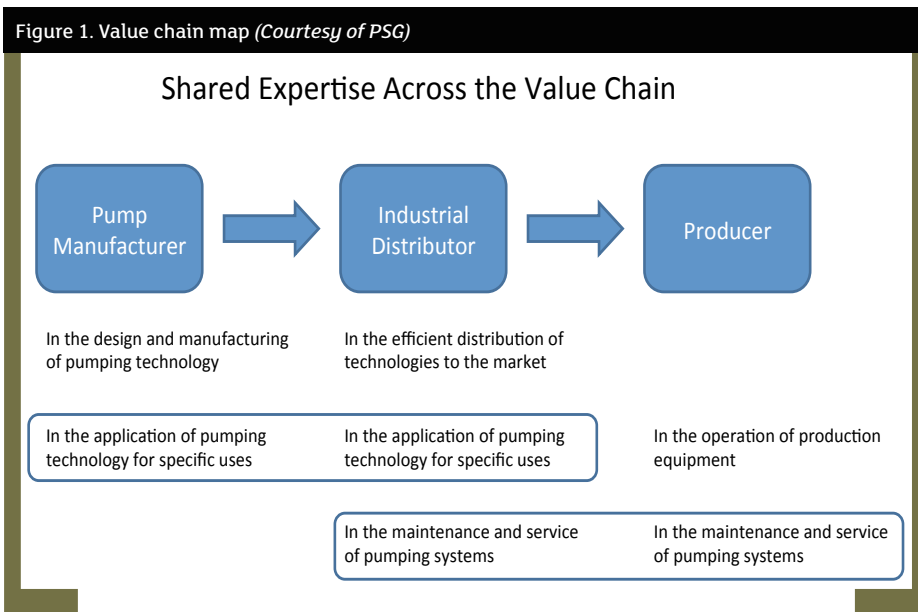 Figure 1. Value chain map (Courtesy of PSG)
Shared Expertise Across the Value Chain
Pump
Manufacturer
Industrial
Distributor
Producer
In the design and manufacturing
of pumping technology
In the efficient distribution of
technologies to the market
In the application of pumping
technology for specific uses
In the application of pumping
technology for specific uses
In the operation of production
equipment
In the maintenance and service
of pumping systems
In the maintenance and service
of pumping systems